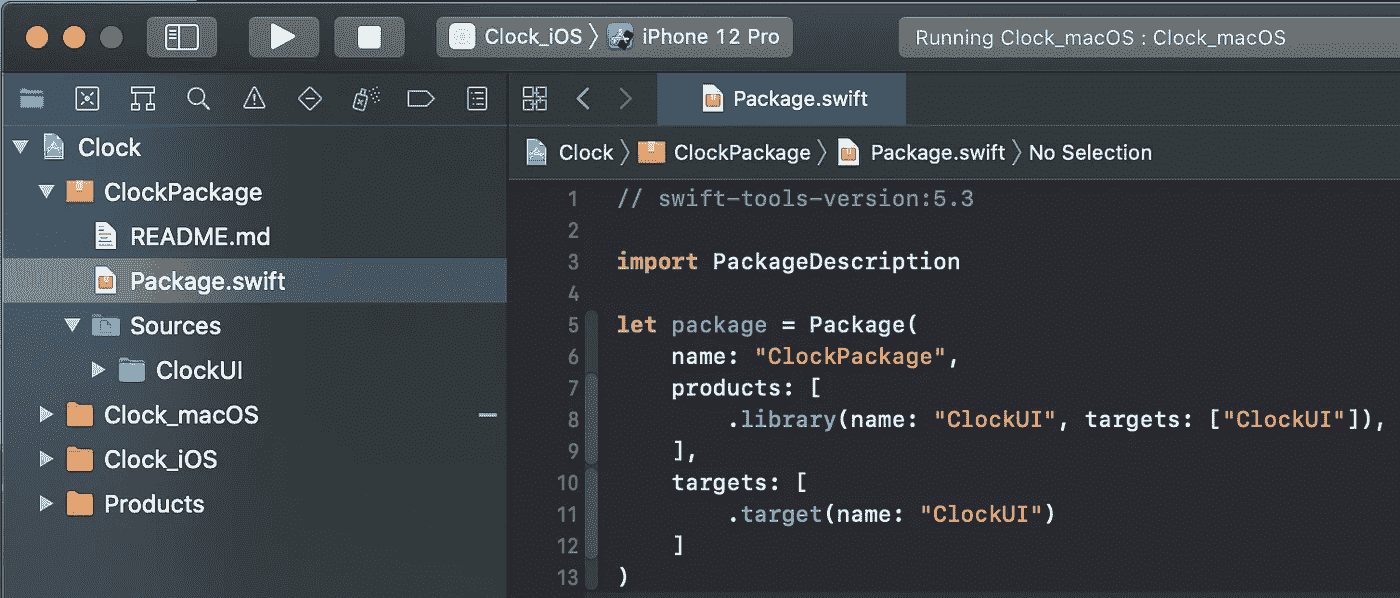 Clock_iOS 〉 iPhone 12 Pro
Running Clock_macOS : Clock_macOS
Package.swift
Clock
ClockPackage
README.md
Package.swift
Sources
ClockUI
Clock_macOS
Clock_iOS
Products
Clock 〉 ClockPackage 〉 Package.swift 〉 No Selection
1 // swift-tools-version:5.3
2
3 import PackageDescription
4
5 let package = Package(
6     name: "ClockPackage",
7     products: [
8         .library(name: "ClockUI", targets: ["ClockUI"]),
9     ],
10     targets: [
11         .target(name: "ClockUI")
12     ]
13 )